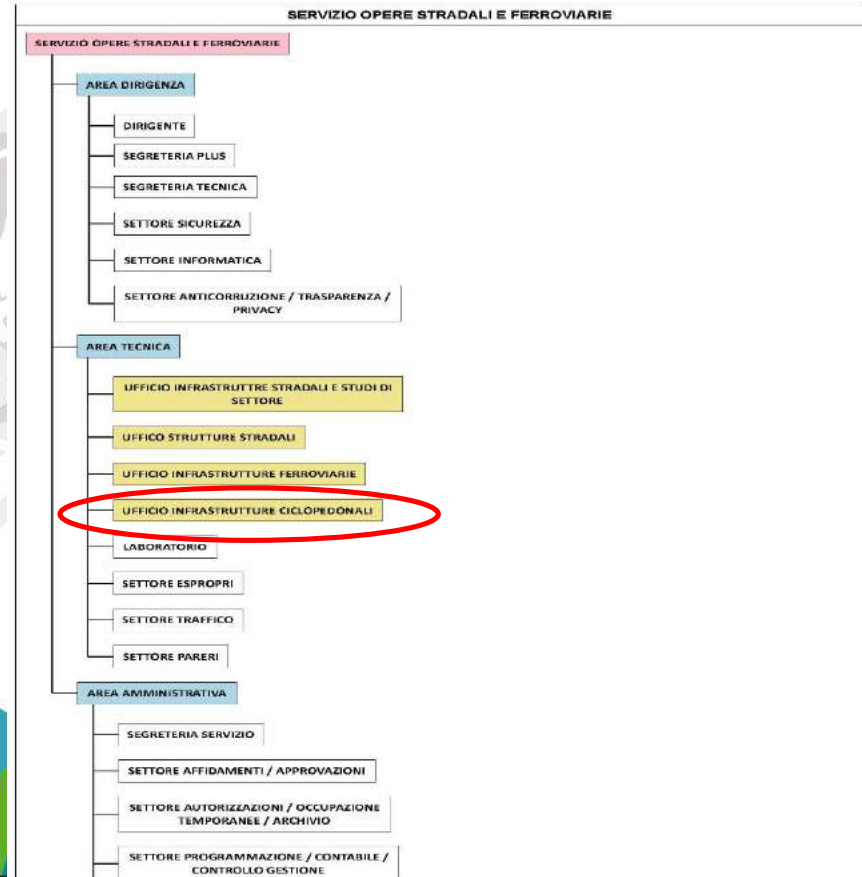 SERVIZIO OPERE STRADALI E FERROVIARIE
SERVIZIO OPERE STRADALI E FERROVIARIE
AREA DIRIGENZA
DIRIGENTE
SEGRETERIA PLUS
SEGRETERIA TECNICA
SETTORE SICUREZZA
SETTORE INFORMATICA
SETTORE ANTICORRUZIONE / TRASPARENZA /
PRIVACY
AREA TECNICA
UFFICIO INFRASTRUTTRE STRADALI E STUDI DI
SETTORE
UFFICO STRUTTURE STRADALI
UFFICIO INFRASTRUTTURE FERROVIARIE
UFFICIO INFRASTRUTTURE CICLOPEDONALI
LABORATORIO
SETTORE ESPROPRI
SETTORE TRAFFICO
SETTORE PARERI
AREA AMMINISTRATIVA
SEGRETERIA SERVIZIO
SETTORE AFFIDAMENTI / APPROVAZIONI
SETTORE AUTORIZZAZIONI / OCCUPAZIONE
TEMPORANEE / ARCHIVIO
SETTORE PROGRAMMAZIONE / CONTABILE /
CONTROLLO GESTIONE